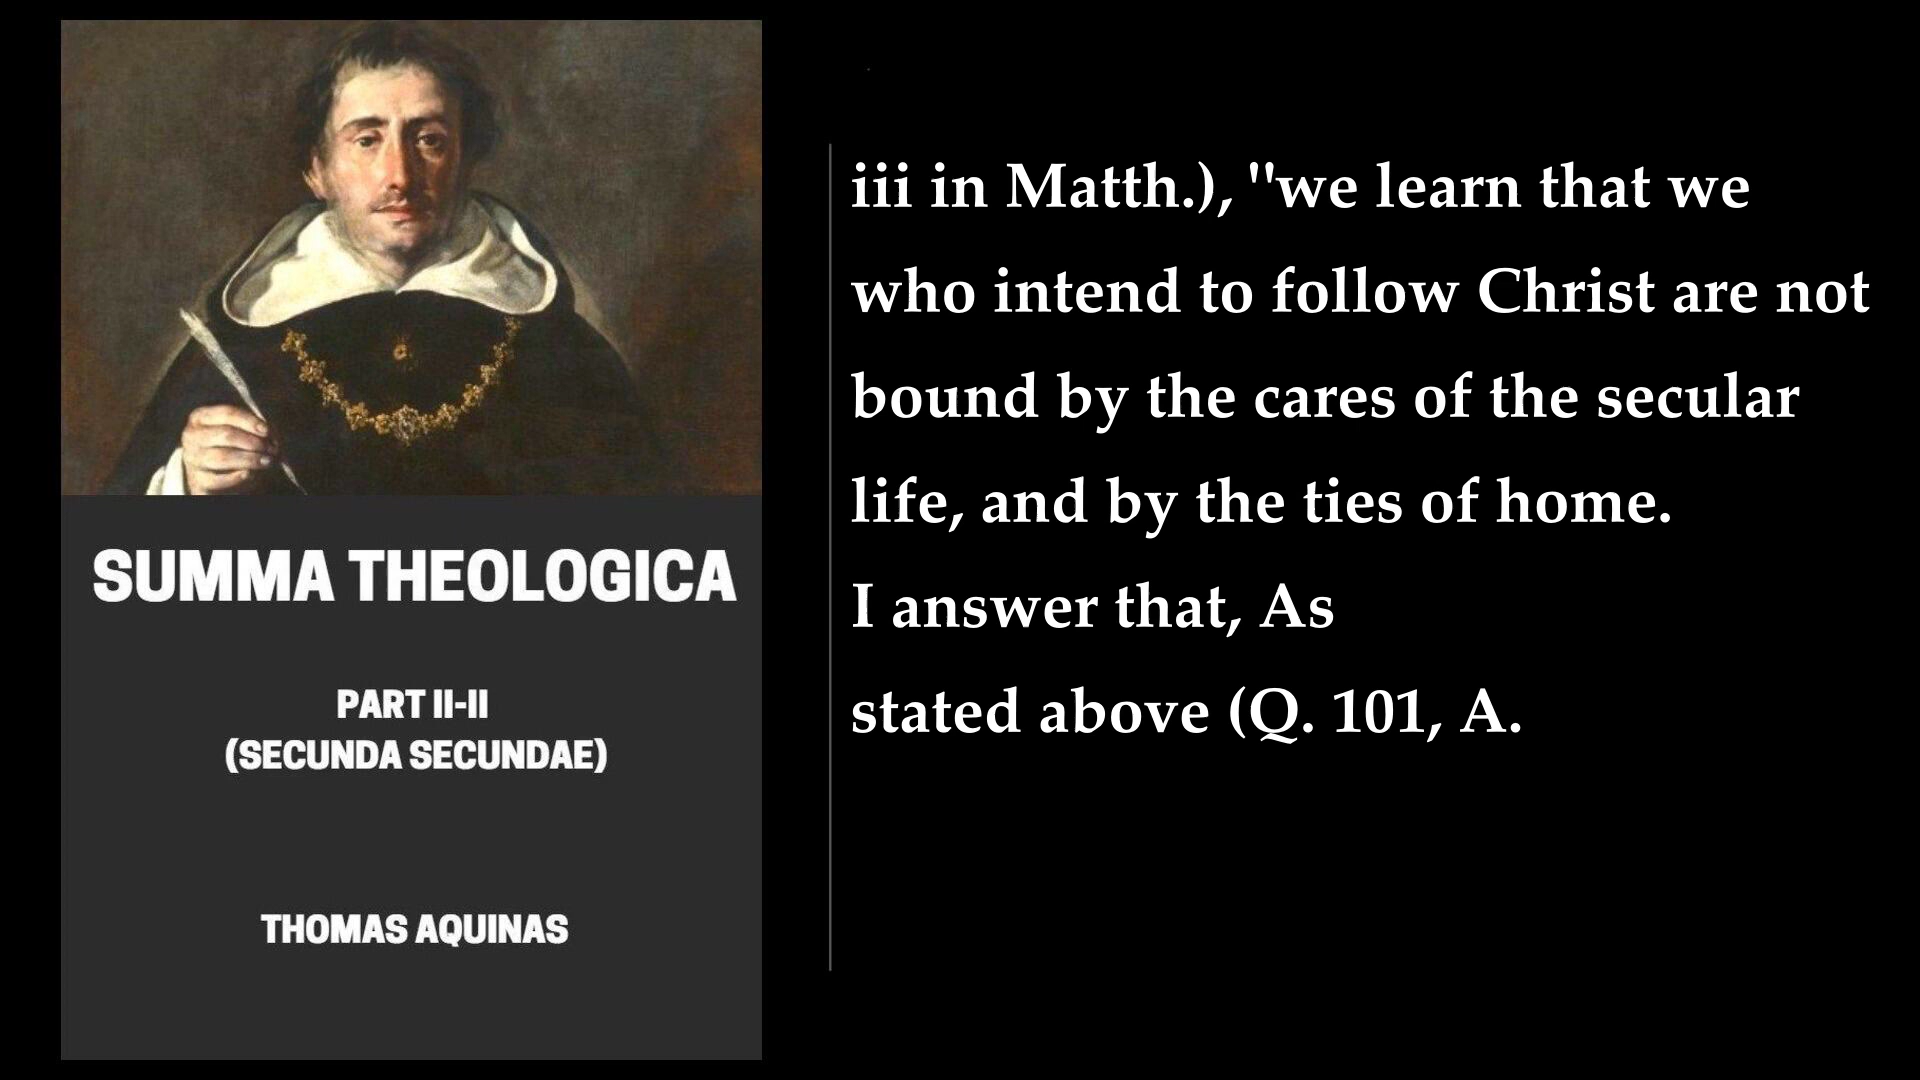 SUMMA THEOLOGICA
PART II-II
(SECUNDA SECUNDAE)
THOMAS AQUINAS
iii in Matth.), "we learn that we
who intend to follow Christ are not
bound by the cares of the secular
life, and by the ties of home.
I answer that, As
stated above (Q. 101, A.